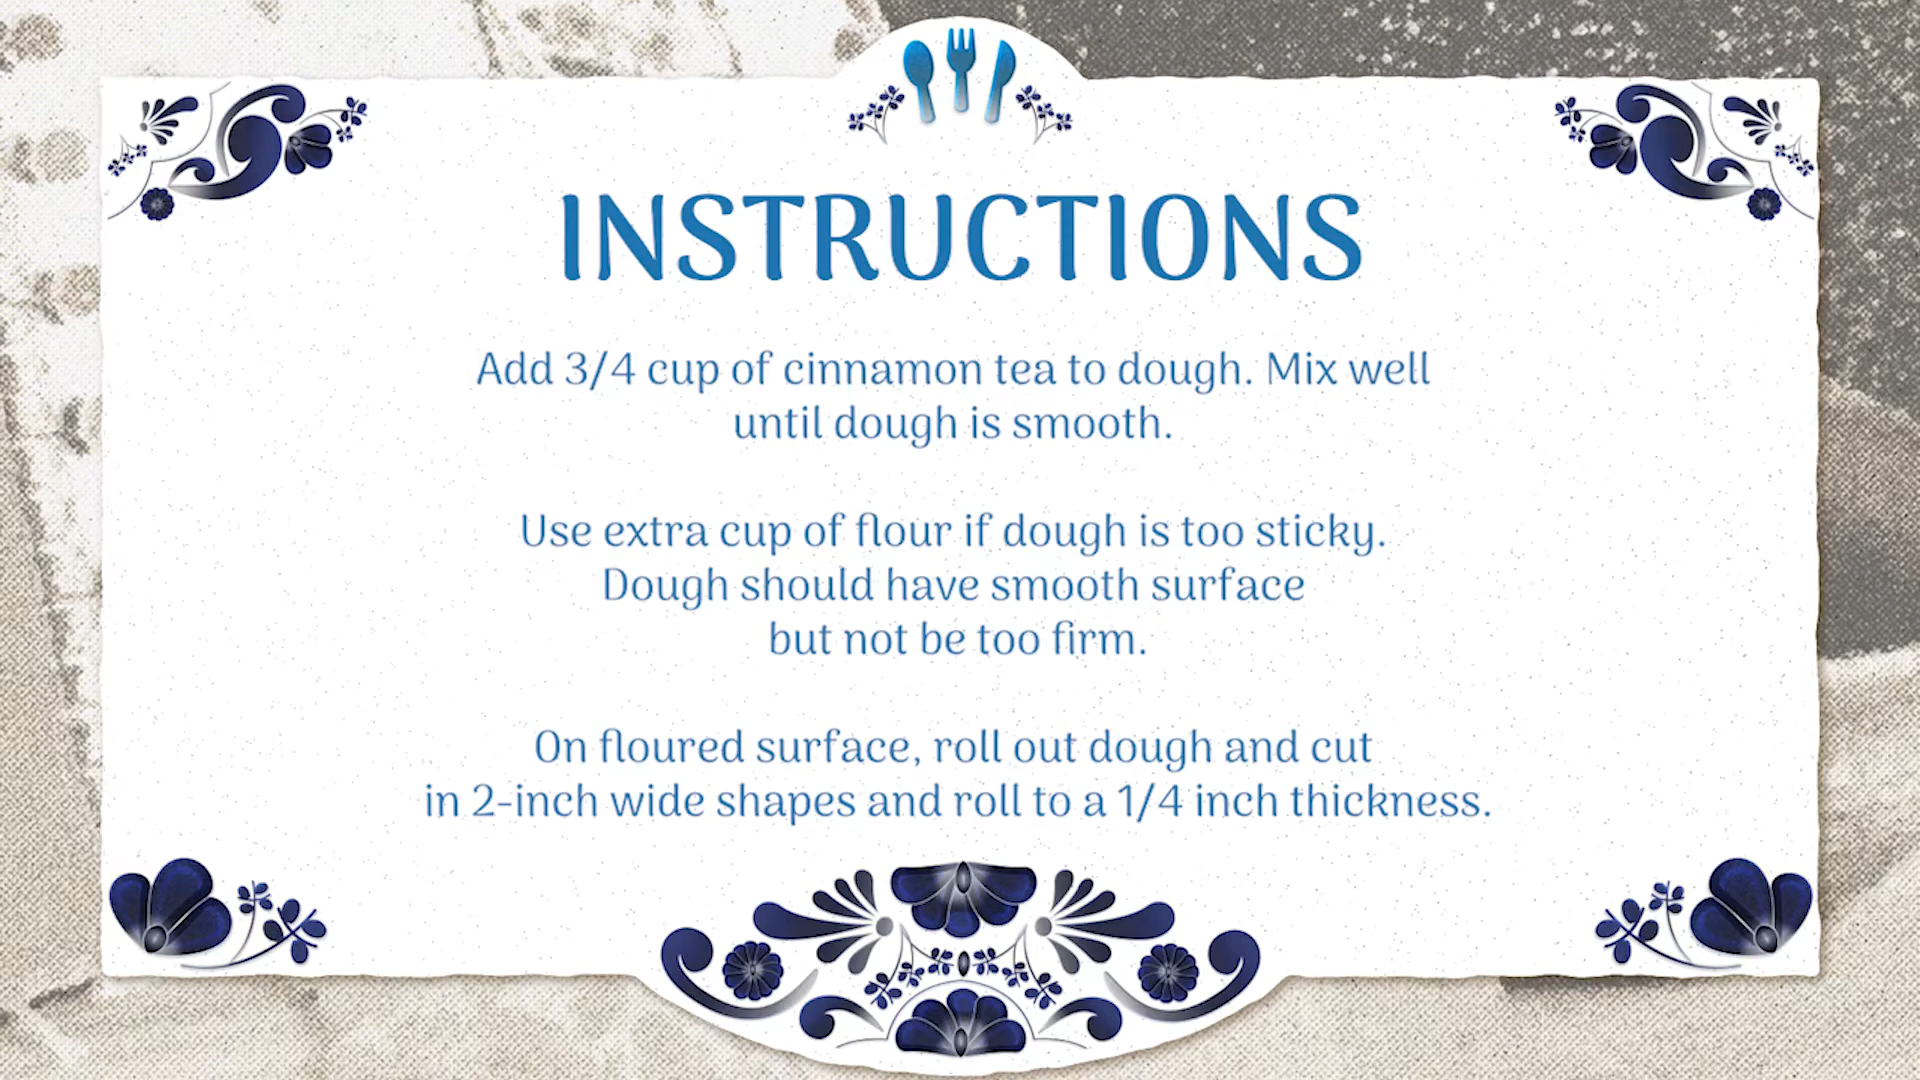 INSTRUCTIONS
Add 3/4 cup of cinnamon tea to dough. Mix well
until dough is smooth.
Use extra cup of flour if dough is too sticky.
Dough should have smooth surface
but not be too firm.
On floured surface, roll out dough and cut
in 2-inch wide shapes and roll to a 1/4 inch thickness.